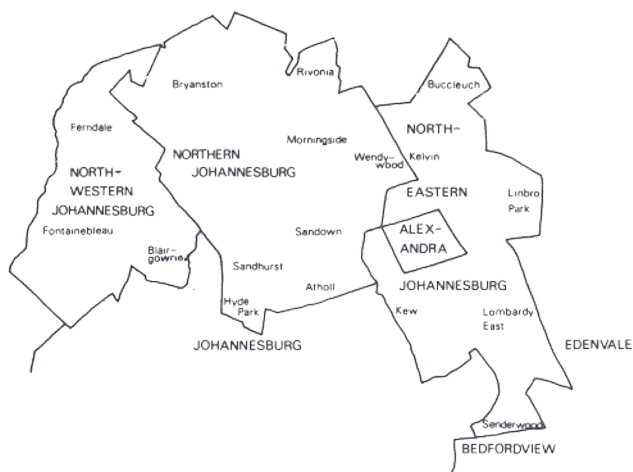 Rivonia
Bryanston
Buccleuch
Ferndale
NORTH-
Morningside
NORTHERN
JOHANNESBURG
Wendy-
wood
Kelvin
NORTH-
WESTERN
JOHANNESBURG
EASTERN
Linbro
Park
Fontainebleau
Sandown
ALEX-
ANDRA
Blair-
gowrie
Sandhurst
Atholl
JOHANNESBURG
Hyde
Park
Kew
Lombardy
East
JOHANNESBURG
EDENVALE
Senderwood
BEDFORDVIEW